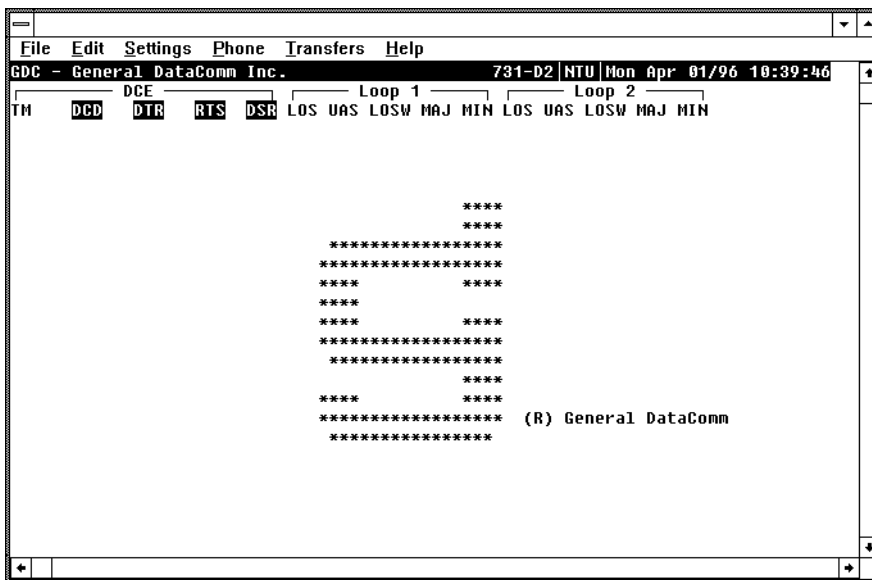 File Edit Settings Phone Transfers Help
GDC - General DataComm Inc. 731-D2|NTU|Mon Apr 01/96 10:39:46
DCE Loop 1 Loop 2
TM DCD DTR RTS DSR LOS UAS LOSW MAJ MIN LOS UAS LOSW MAJ MIN
****
****
*****************
******************
**** ****
****
**** ****
******************
*****************
****
**** ****
****************** (R) General DataComm
****************